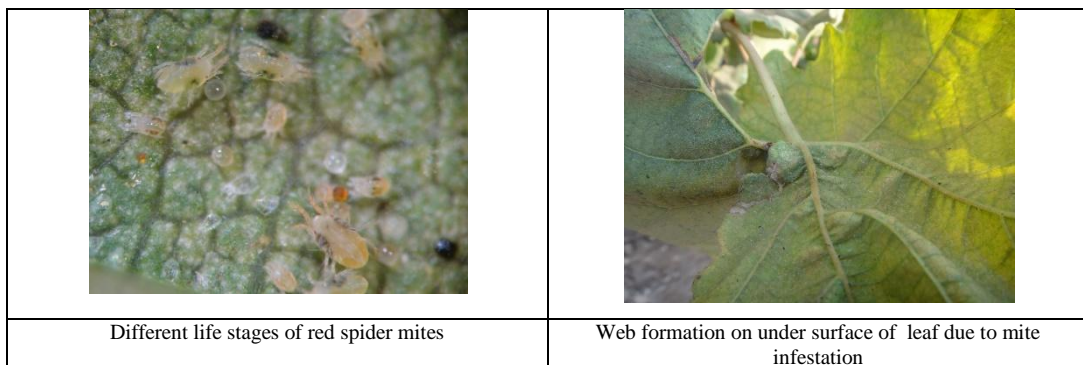 Different life stages of red spider mites
Web formation on under surface of leaf due to mite
infestation